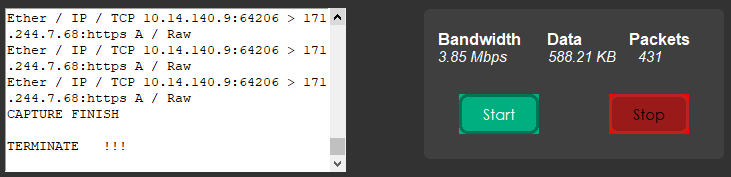 Ether / IP / TCP 10.14.140.9:64206 > 171
.244.7.68:https A / Raw
Ether / IP / TCP 10.14.140.9:64206 > 171
.244.7.68:https A / Raw
Ether / IP / TCP 10.14.140.9:64206 > 171
.244.7.68:https A / Raw
CAPTURE FINISH
TERMINATE !!!
Bandwidth Data Packets
3.85 Mbps 588.21 KB 431
Start Stop